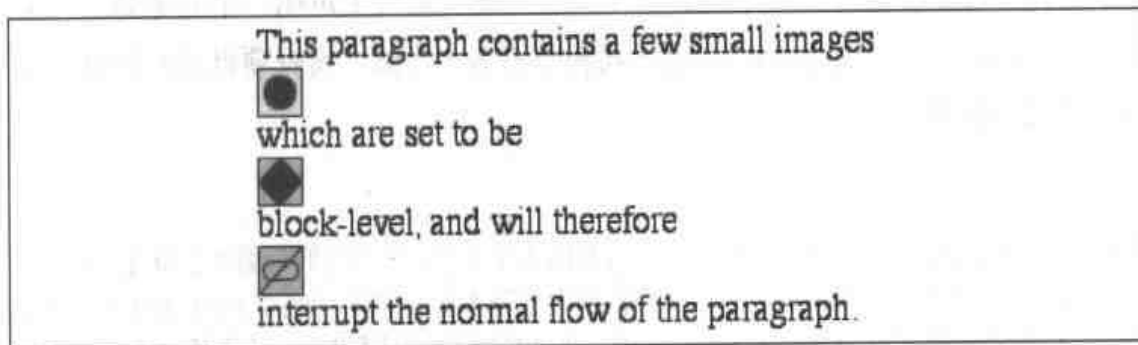 This paragraph contains a few small images
which are set to be
block-level, and will therefore
interrupt the normal flow of the paragraph.